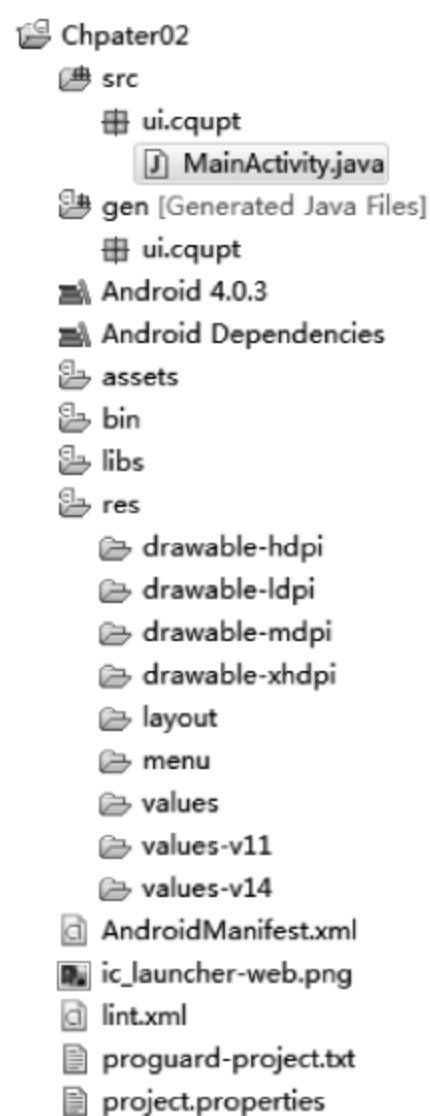 Chpater02
src
ui.cqupt
MainActivity.java
gen [Generated Java Files]
ui.cqupt
Android 4.0.3
Android Dependencies
assets
bin
libs
res
drawable-hdpi
drawable-ldpi
drawable-mdpi
drawable-xhdpi
layout
menu
values
values-v11
values-v14
AndroidManifest.xml
ic_launcher-web.png
lint.xml
proguard-project.txt
project.properties